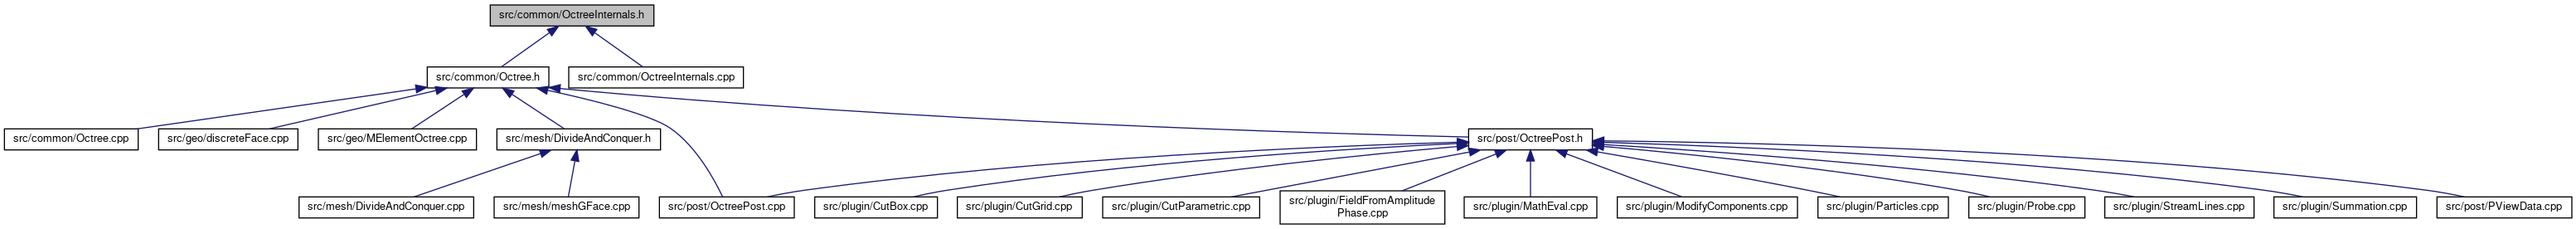 src/common/OctreeInternals.h
src/common/Octree.h
src/common/OctreeInternals.cpp
src/common/Octree.cpp
src/geo/discreteFace.cpp
src/geo/MElementOctree.cpp
src/mesh/DivideAndConquer.h
src/post/OctreePost.h
src/mesh/DivideAndConquer.cpp
src/mesh/meshGFace.cpp
src/post/OctreePost.cpp
src/plugin/CutBox.cpp
src/plugin/CutGrid.cpp
src/plugin/CutParametric.cpp
src/plugin/FieldFromAmplitude
Phase.cpp
src/plugin/MathEval.cpp
src/plugin/ModifyComponents.cpp
src/plugin/Particles.cpp
src/plugin/Probe.cpp
src/plugin/StreamLines.cpp
src/plugin/Summation.cpp
src/post/PViewData.cpp